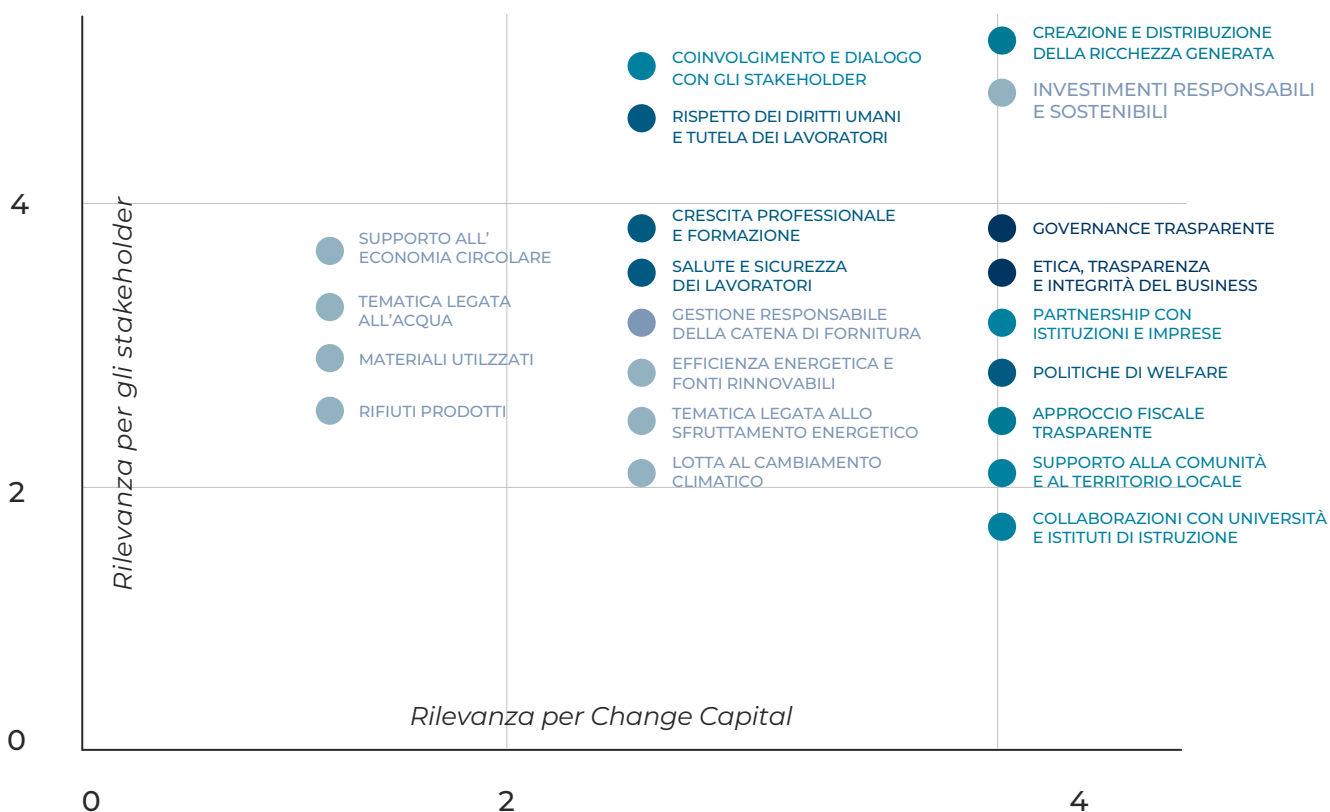 CREAZIONE E DISTRIBUZIONE
DELLA RICCHEZZA GENERATA
INVESTIMENTI RESPONSABILI
E SOSTENIBILI
COINVOLGIMENTO E DIALOGO
CON GLI STAKEHOLDER
RISPETTO DEI DIRITTI UMANI
E TUTELA DEI LAVORATORI
4
Rilevanza per gli stakeholder
SUPPORTO ALL'
ECONOMIA CIRCOLARE
TEMATICA LEGATA
ALL'ACQUA
MATERIALI UTILZZATI
RIFIUTI PRODOTTI
CRESCITA PROFESSIONALE
E FORMAZIONE
SALUTE E SICUREZZA
DEI LAVORATORI
GESTIONE RESPONSABILE
DELLA CATENA DI FORNITURA
EFFICIENZA ENERGETICA E
FONTI RINNOVABILI
TEMATICA LEGATA ALLO
SFRUTTAMENTO ENERGETICO
LOTTA AL CAMBIAMENTO
CLIMATICO
GOVERNANCE TRASPARENTE
ETICA, TRASPARENZA
E INTEGRITÀ DEL BUSINESS
PARTNERSHIP CON
ISTITUZIONI E IMPRESE
POLITICHE DI WELFARE
APPROCCIO FISCALE
TRASPARENTE
SUPPORTO ALLA COMUNITÀ
E AL TERRITORIO LOCALE
COLLABORAZIONI CON UNIVERSITÀ
E ISTITUTI DI ISTRUZIONE
2
Rilevanza per Change Capital
0
0
2
4